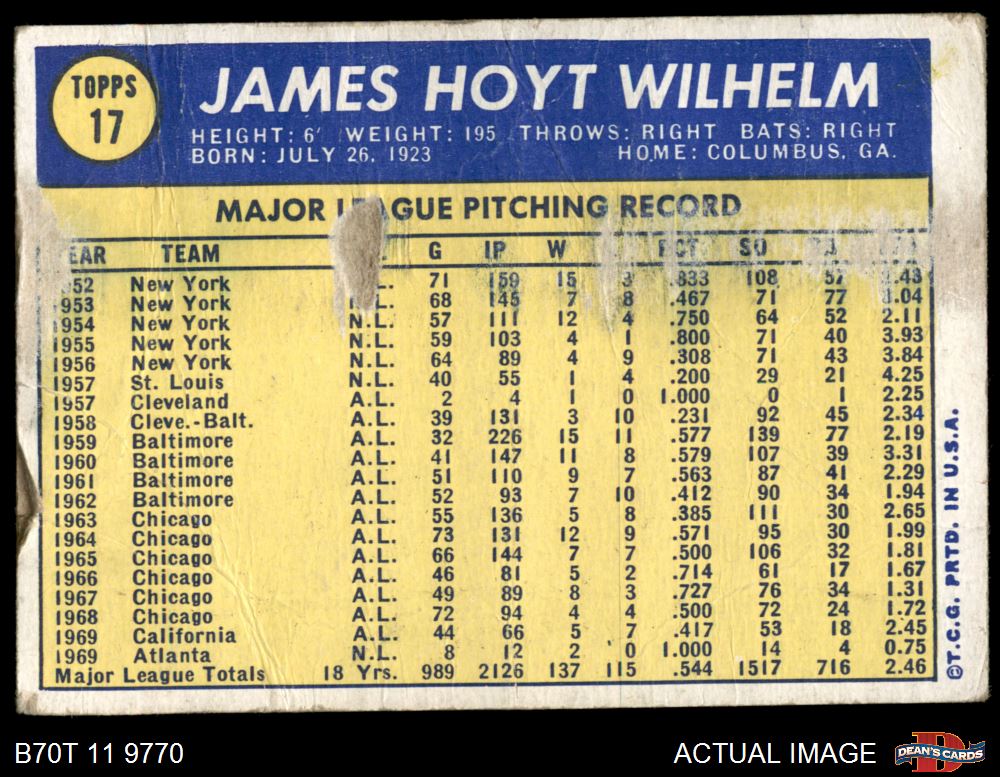 TOPPS
17
JAMES HOYT WILHELM
HEIGHT: 6' WEIGHT: 195 THROWS: RIGHT BATS: RIGHT
BORN: JULY 26, 1923 HOME: COLUMBUS, GA.
MAJOR LEAGUE PITCHING RECORD
EAR TEAM G IP W PCT SO
52 New York L. 71 159 15 3 .833 108 57 2.43
953 New York L. 68 145 7 8 .467 71 77 3.04
1954 New York N.L. 57 111 12 4 .750 64 52 2.11
1955 New York N.L. 59 103 4 1 .800 71 40 3.93
1956 New York N.L. 64 89 4 9 .308 71 43 3.84
1957 St. Louis N.L. 40 55 1 4 .200 29 21 4.25
1957 Cleveland A.L. 2 4 1 0 1.000 0 1 2.25
1958 Cleve.-Balt. A.L. 39 131 3 10 .231 92 45 2.34
1959 Baltimore A.L. 32 226 15 11 .577 139 77 2.19
1960 Baltimore A.L. 41 147 11 8 .579 107 39 3.31
1961 Baltimore A.L. 51 110 9 7 .563 87 41 2.29
1962 Baltimore A.L. 52 93 7 10 .412 90 34 1.94
1963 Chicago A.L. 55 136 5 8 .385 111 30 2.65
1964 Chicago A.L. 73 131 12 9 .571 95 30 1.99
1965 Chicago A.L. 66 144 7 7 .500 106 32 1.81
1966 Chicago A.L. 46 81 5 2 .714 61 17 1.67
1967 Chicago A.L. 49 89 8 3 .727 76 34 1.31
1968 Chicago A.L. 72 94 4 4 .500 72 24 1.72
1969 California A.L. 44 66 5 7 .417 53 18 2.45
1969 Atlanta N.L. 8 12 2 0 1.000 14 4 0.75
Major League Totals 18 Yrs. 989 2126 137 115 .544 1517 716 2.46
©T.C.G. PRTD. IN U.S.A.
B70T 11 9770
ACTUAL IMAGE
DEAN'S CARDS